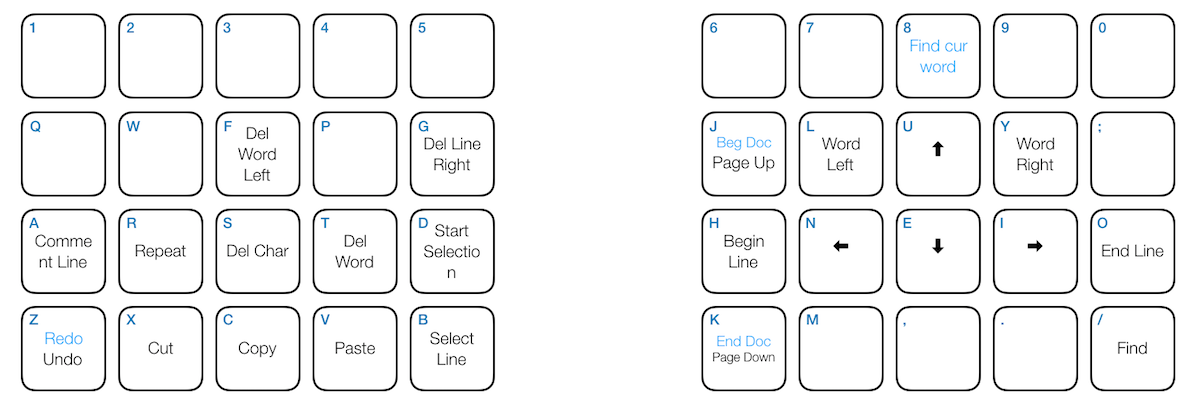 1 2 3 4 5 6 7 8 9 0
Find cur
word
Q W F P G J L U Y ;
Del
Word
Left
Del Line
Right
Beg Doc
Page Up
Word
Left
⬆
Word
Right
A R S T D H N E I O
Comme
nt Line
Repeat
Del Char
Del
Word
Start
Selectio
n
Begin
Line
⬅
⬇
➡
End Line
Z X C V B K M , . /
Redo
Undo
Cut
Copy
Paste
Select
Line
End Doc
Page Down
Find